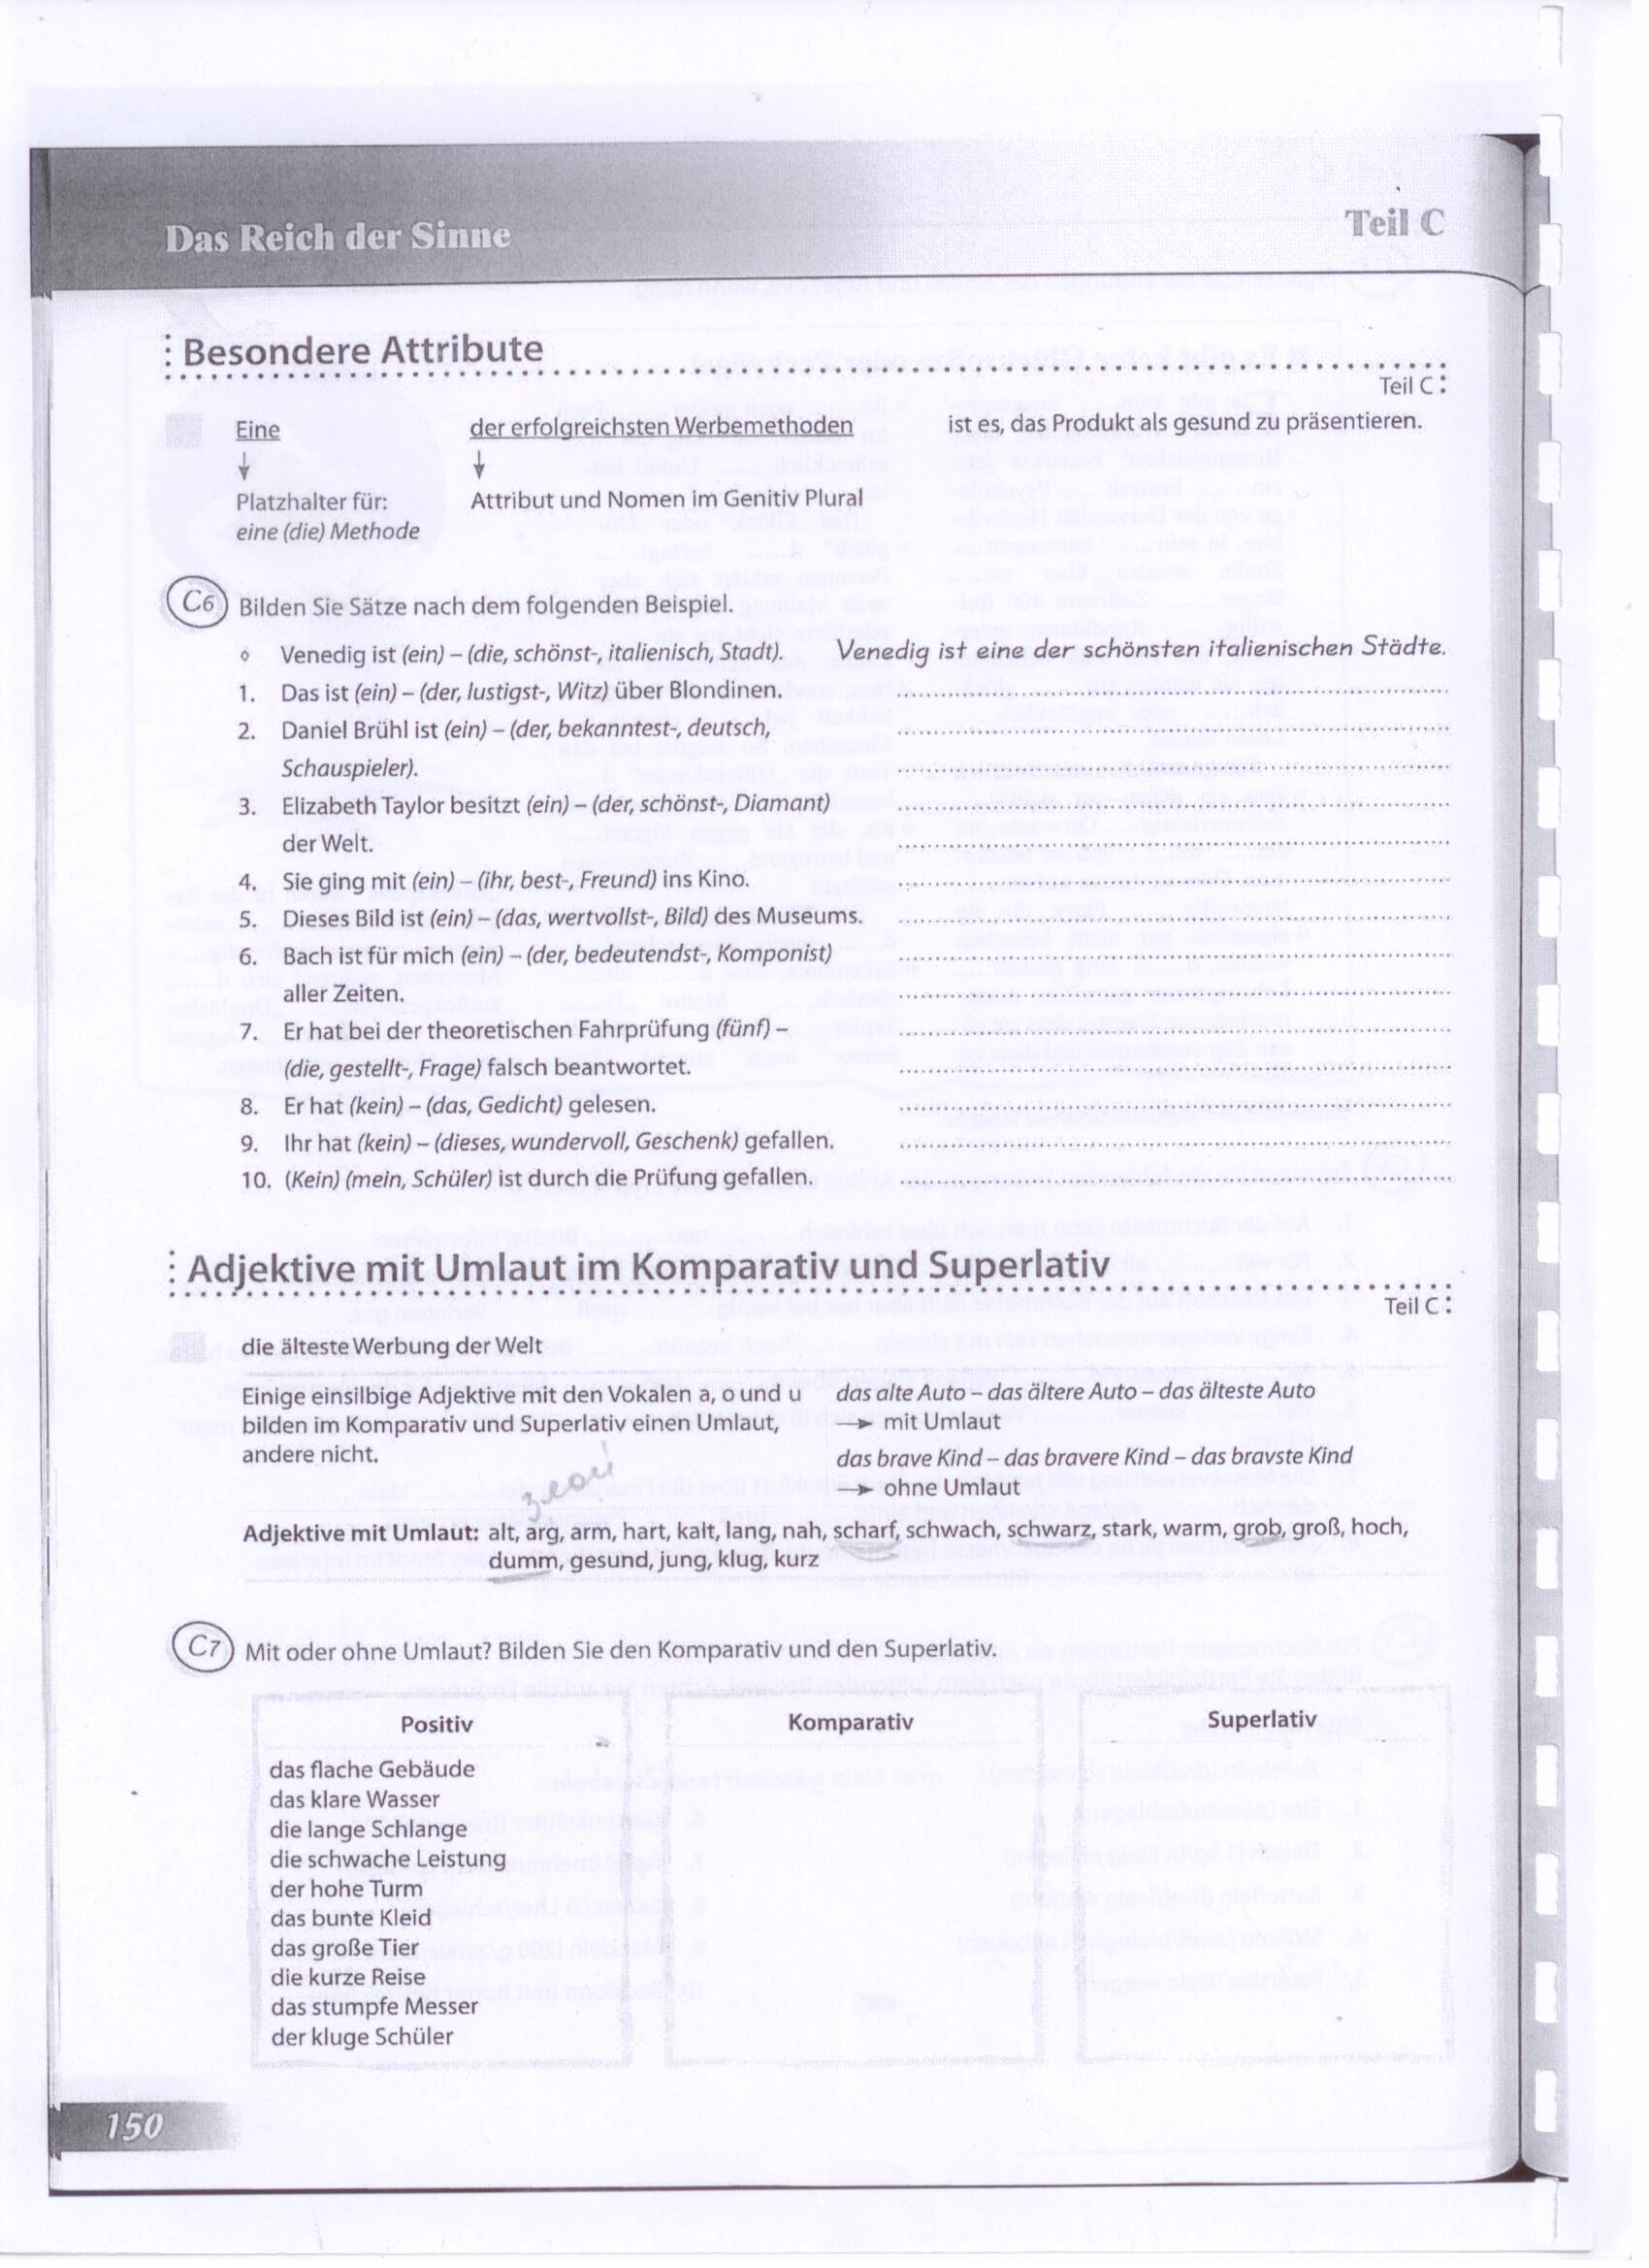 Das Reich der Sinne
Teil C
Besondere Attribute
Teil C
Eine der erfolgreichsten Werbemethoden ist es, das Produkt als gesund zu präsentieren.
Platzhalter für: Attribut und Nomen im Genitiv Plural
eine (die) Methode
C6 Bilden Sie Sätze nach dem folgenden Beispiel.
◊ Venedig ist (ein) – (die, schönst-, italienisch, Stadt). Venedig ist eine der schönsten italienischen Städte.
1. Das ist (ein) – (der, lustigst-, Witz) über Blondinen.
2. Daniel Brühl ist (ein) – (der, bekanntest-, deutsch,
Schauspieler).
3. Elizabeth Taylor besitzt (ein) – (der, schönst-, Diamant)
der Welt.
4. Sie ging mit (ein) – (ihr, best-, Freund) ins Kino.
5. Dieses Bild ist (ein) – (das, wertvollst-, Bild) des Museums.
6. Bach ist für mich (ein) – (der, bedeutendst-, Komponist)
aller Zeiten.
7. Er hat bei der theoretischen Fahrprüfung (fünf) –
(die, gestellt-, Frage) falsch beantwortet.
8. Er hat (kein) – (das, Gedicht) gelesen.
9. Ihr hat (kein) – (dieses, wundervoll, Geschenk) gefallen.
10. (Kein) (mein, Schüler) ist durch die Prüfung gefallen.
Adjektive mit Umlaut im Komparativ und Superlativ
Teil C
die älteste Werbung der Welt
Einige einsilbige Adjektive mit den Vokalen a, o und u
bilden im Komparativ und Superlativ einen Umlaut,
andere nicht.
das alte Auto – das ältere Auto – das älteste Auto
→ mit Umlaut
das brave Kind – das bravere Kind – das bravste Kind
→ ohne Umlaut
злой
Adjektive mit Umlaut: alt, arg, arm, hart, kalt, lang, nah, scharf, schwach, schwarz, stark, warm, grob, groß, hoch,
dumm, gesund, jung, klug, kurz
C7 Mit oder ohne Umlaut? Bilden Sie den Komparativ und den Superlativ.
Positiv Komparativ Superlativ
das flache Gebäude
das klare Wasser
die lange Schlange
die schwache Leistung
der hohe Turm
das bunte Kleid
das große Tier
die kurze Reise
das stumpfe Messer
der kluge Schüler
150